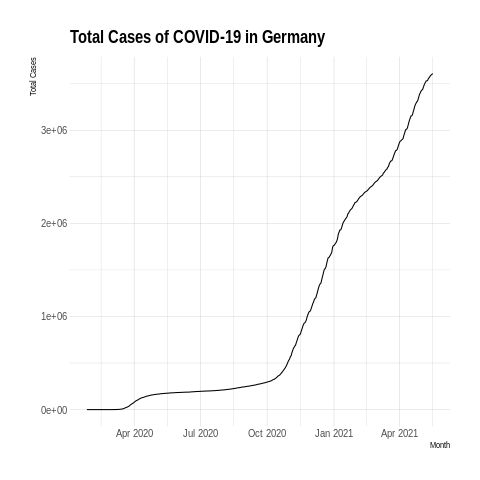 Total Cases of COVID-19 in Germany
Total Cases
3e+06
2e+06
1e+06
0e+00
Apr 2020 Jul 2020 Oct 2020 Jan 2021 Apr 2021
Month